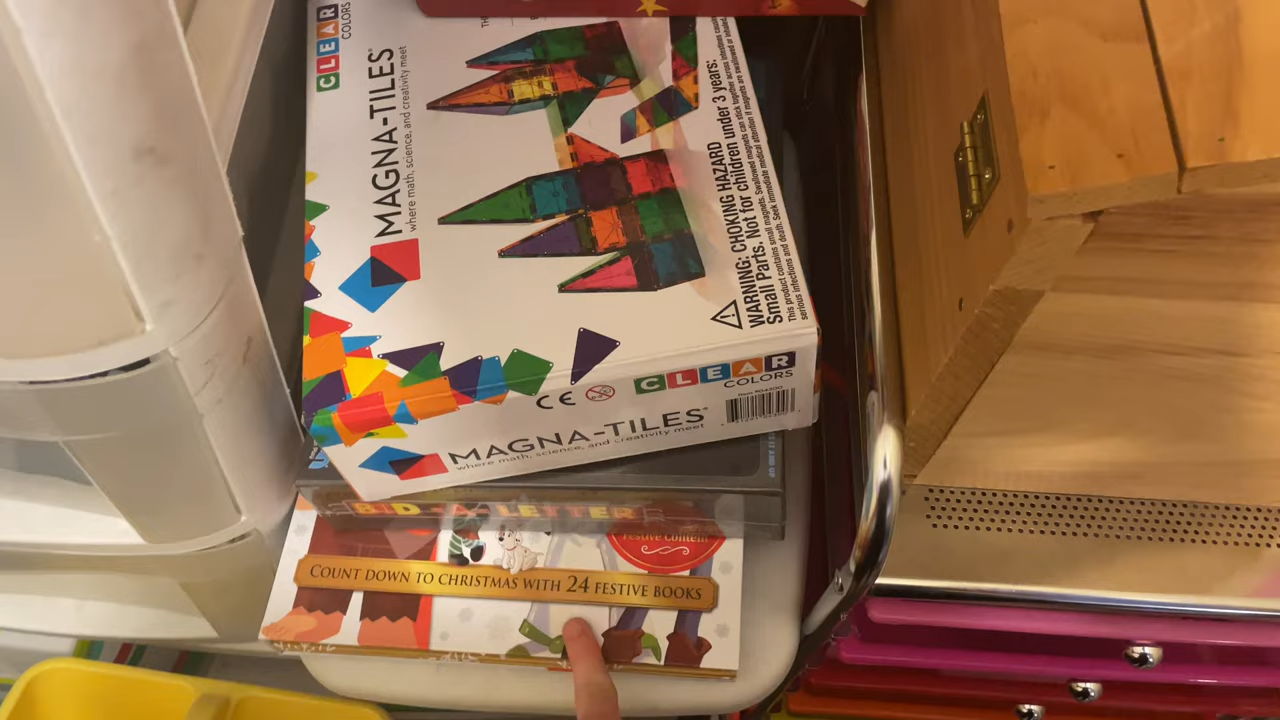 CLEAR
COLORS
MAGNA-TILES®
where math, science, and creativity meet
WARNING: CHOKING HAZARD
Small Parts. Not for children under 3 years.
This product contains small magnets. Swallowed magnets can stick together across intestines causing
serious infections and death. Seek immediate medical attention if magnets are swallowed or inhaled.
CE
CLEAR
COLORS
MAGNA-TILES®
where math, science, and creativity meet
BID-A-LETTER
Festive Content
COUNT DOWN TO CHRISTMAS WITH 24 FESTIVE BOOKS